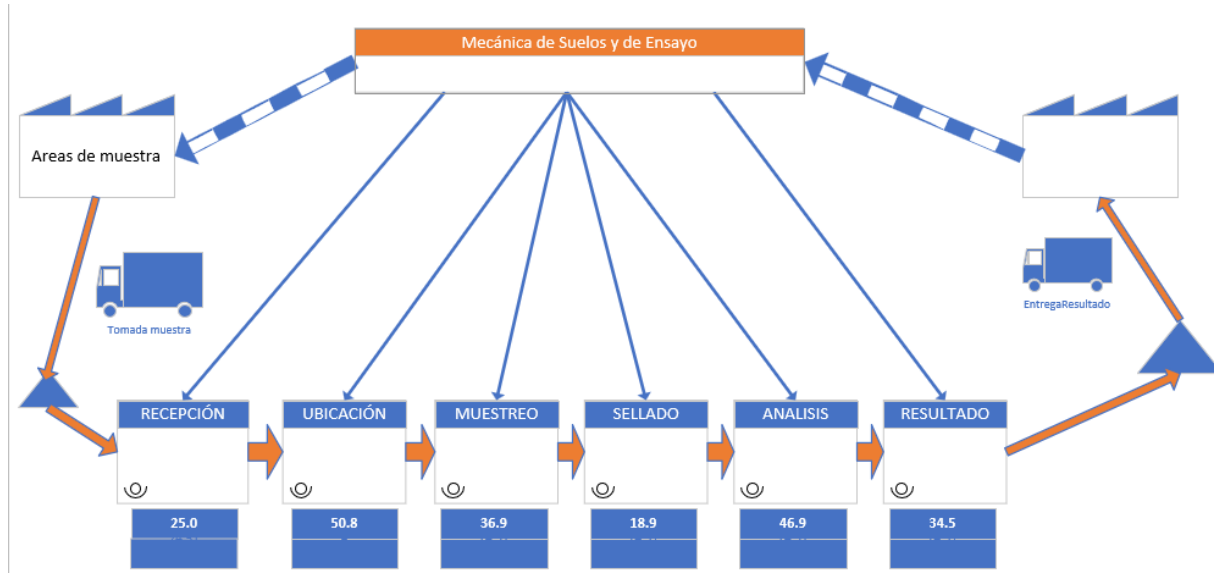 Mecánica de Suelos y de Ensayo
Areas de muestra
Tomada muestra
EntregaResultado
RECEPCIÓN
UBICACIÓN
MUESTREO
SELLADO
ANALISIS
RESULTADO
25.0
50.8
36.9
18.9
46.9
34.5